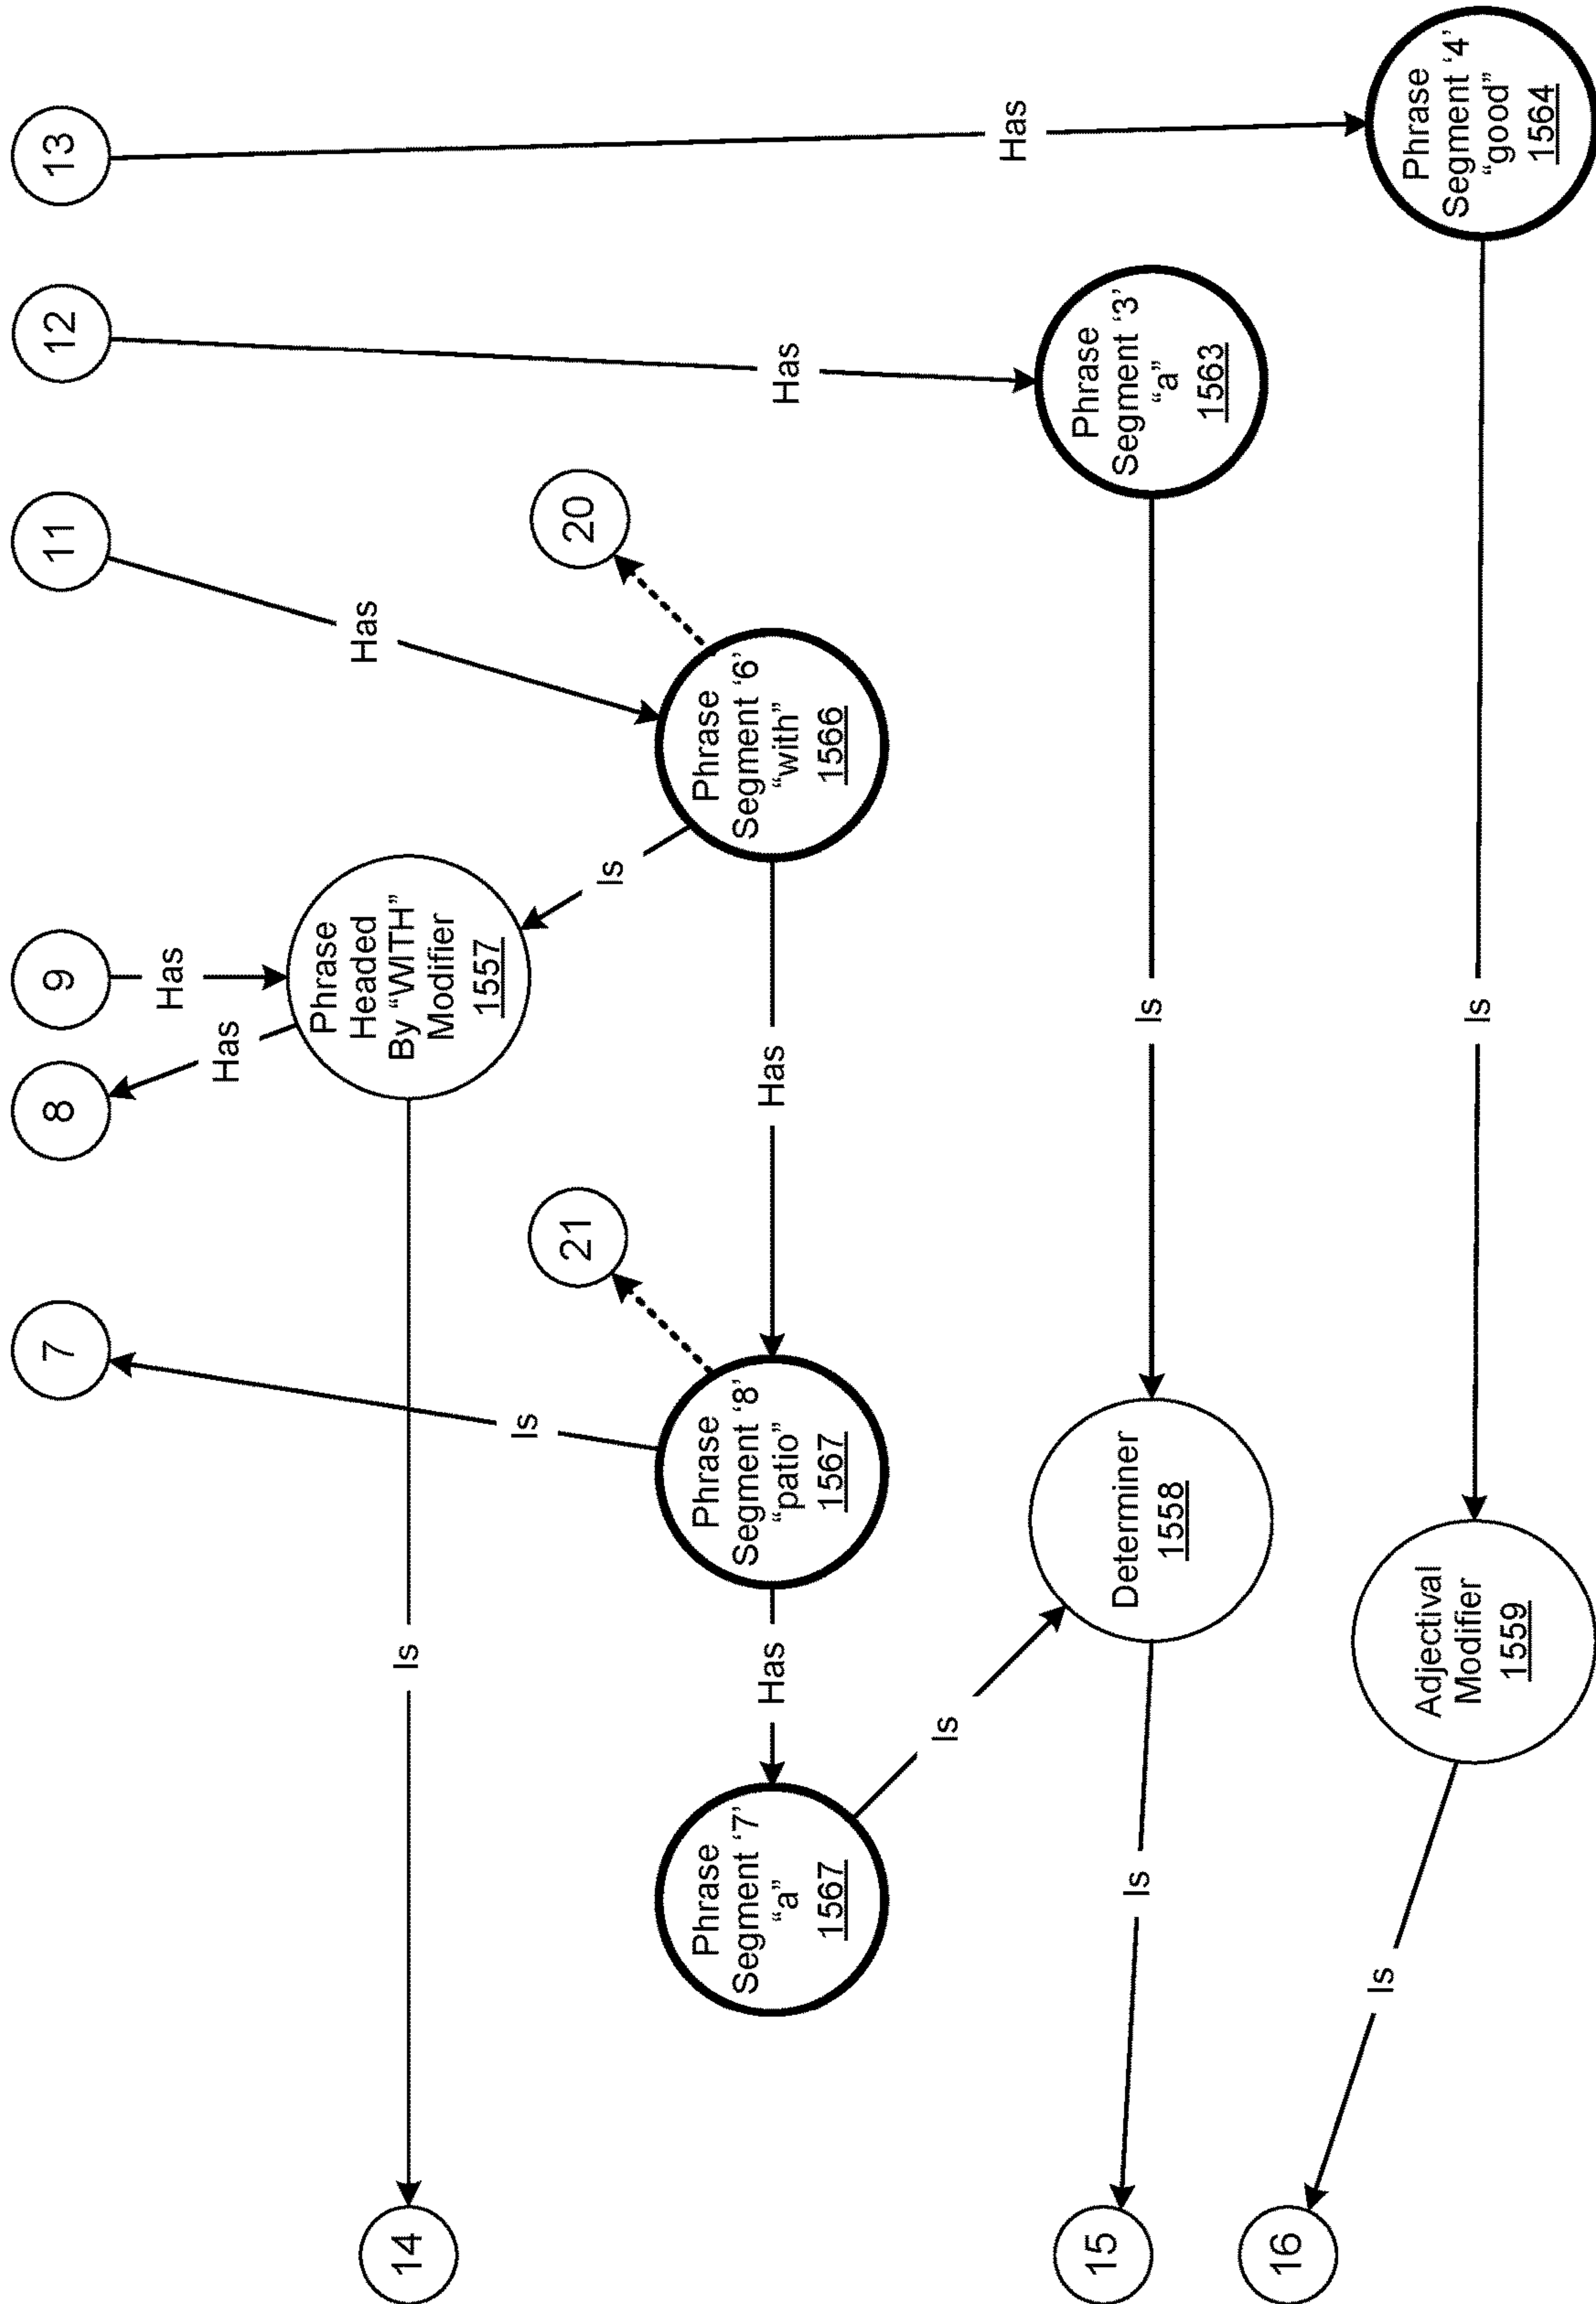 7
8
9
11
12
13
Has
Has
Phrase
Headed
By “WITH”
Modifier
1557
Has
14
Is
Is
21
20
Is
Phrase
Segment ‘7’
“a”
1567
Has
Phrase
Segment ‘8’
“patio”
1567
Has
Phrase
Segment ‘6’
“with”
1566
Has
Is
Has
15
Is
Determiner
1558
Is
Phrase
Segment ‘3’
“a”
1563
16
Is
Adjectival
Modifier
1559
Is
Phrase
Segment ‘4’
“good”
1564